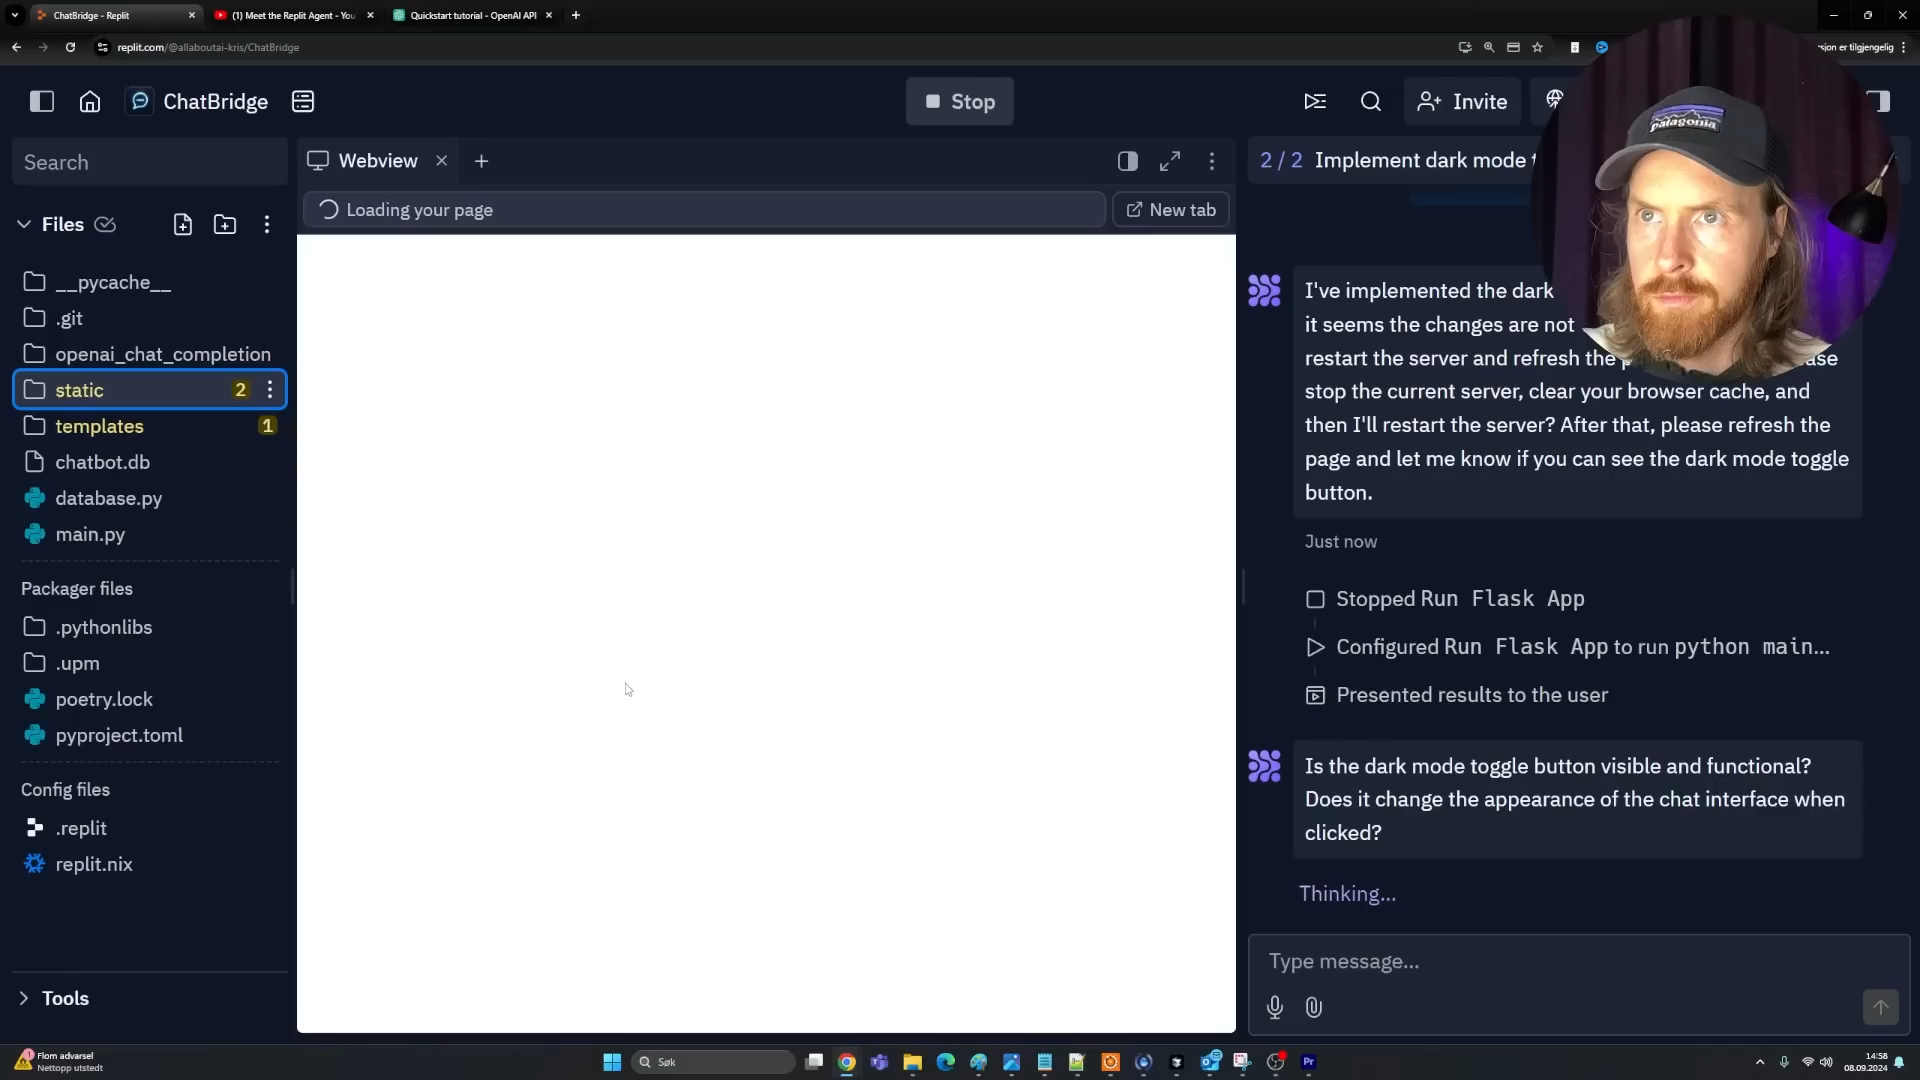 ChatBridge - Replit
(1) Meet the Replit Agent - You
Quickstart tutorial - OpenAI API
replit.com/@allaboutai-kris/ChatBridge
sjon er tilgjengelig
ChatBridge
Stop
Invite
Search
Webview
2 / 2 Implement dark mode
Loading your page
New tab
Files
__pycache__
.git
openai_chat_completion
static 2
templates 1
chatbot.db
database.py
main.py
Packager files
.pythonlibs
.upm
poetry.lock
pyproject.toml
Config files
.replit
replit.nix
Tools
patagonia
I've implemented the dark
it seems the changes are not
restart the server and refresh the
stop the current server, clear your browser cache, and
then I'll restart the server? After that, please refresh the
page and let me know if you can see the dark mode toggle
button.
Just now
Stopped Run Flask App
Configured Run Flask App to run python main...
Presented results to the user
Is the dark mode toggle button visible and functional?
Does it change the appearance of the chat interface when
clicked?
Thinking...
Type message...
Flom advarsel
Nettopp utstedt
Søk
Pr
14:58
08.09.2024